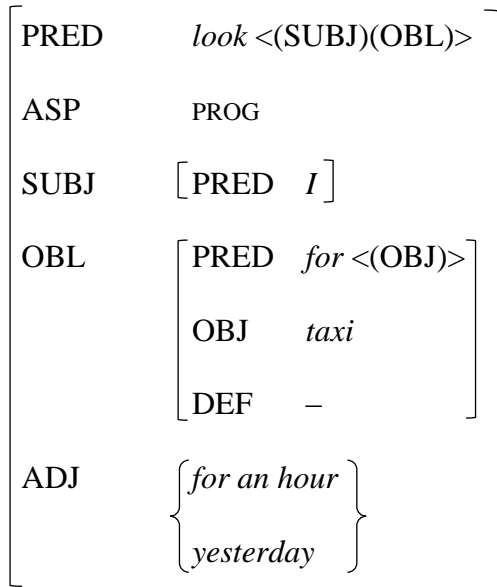 PRED look <(SUBJ)(OBL)>
ASP PROG
SUBJ [PRED I]
OBL [PRED for <(OBJ)>
OBJ taxi
DEF –]
ADJ {for an hour
yesterday}